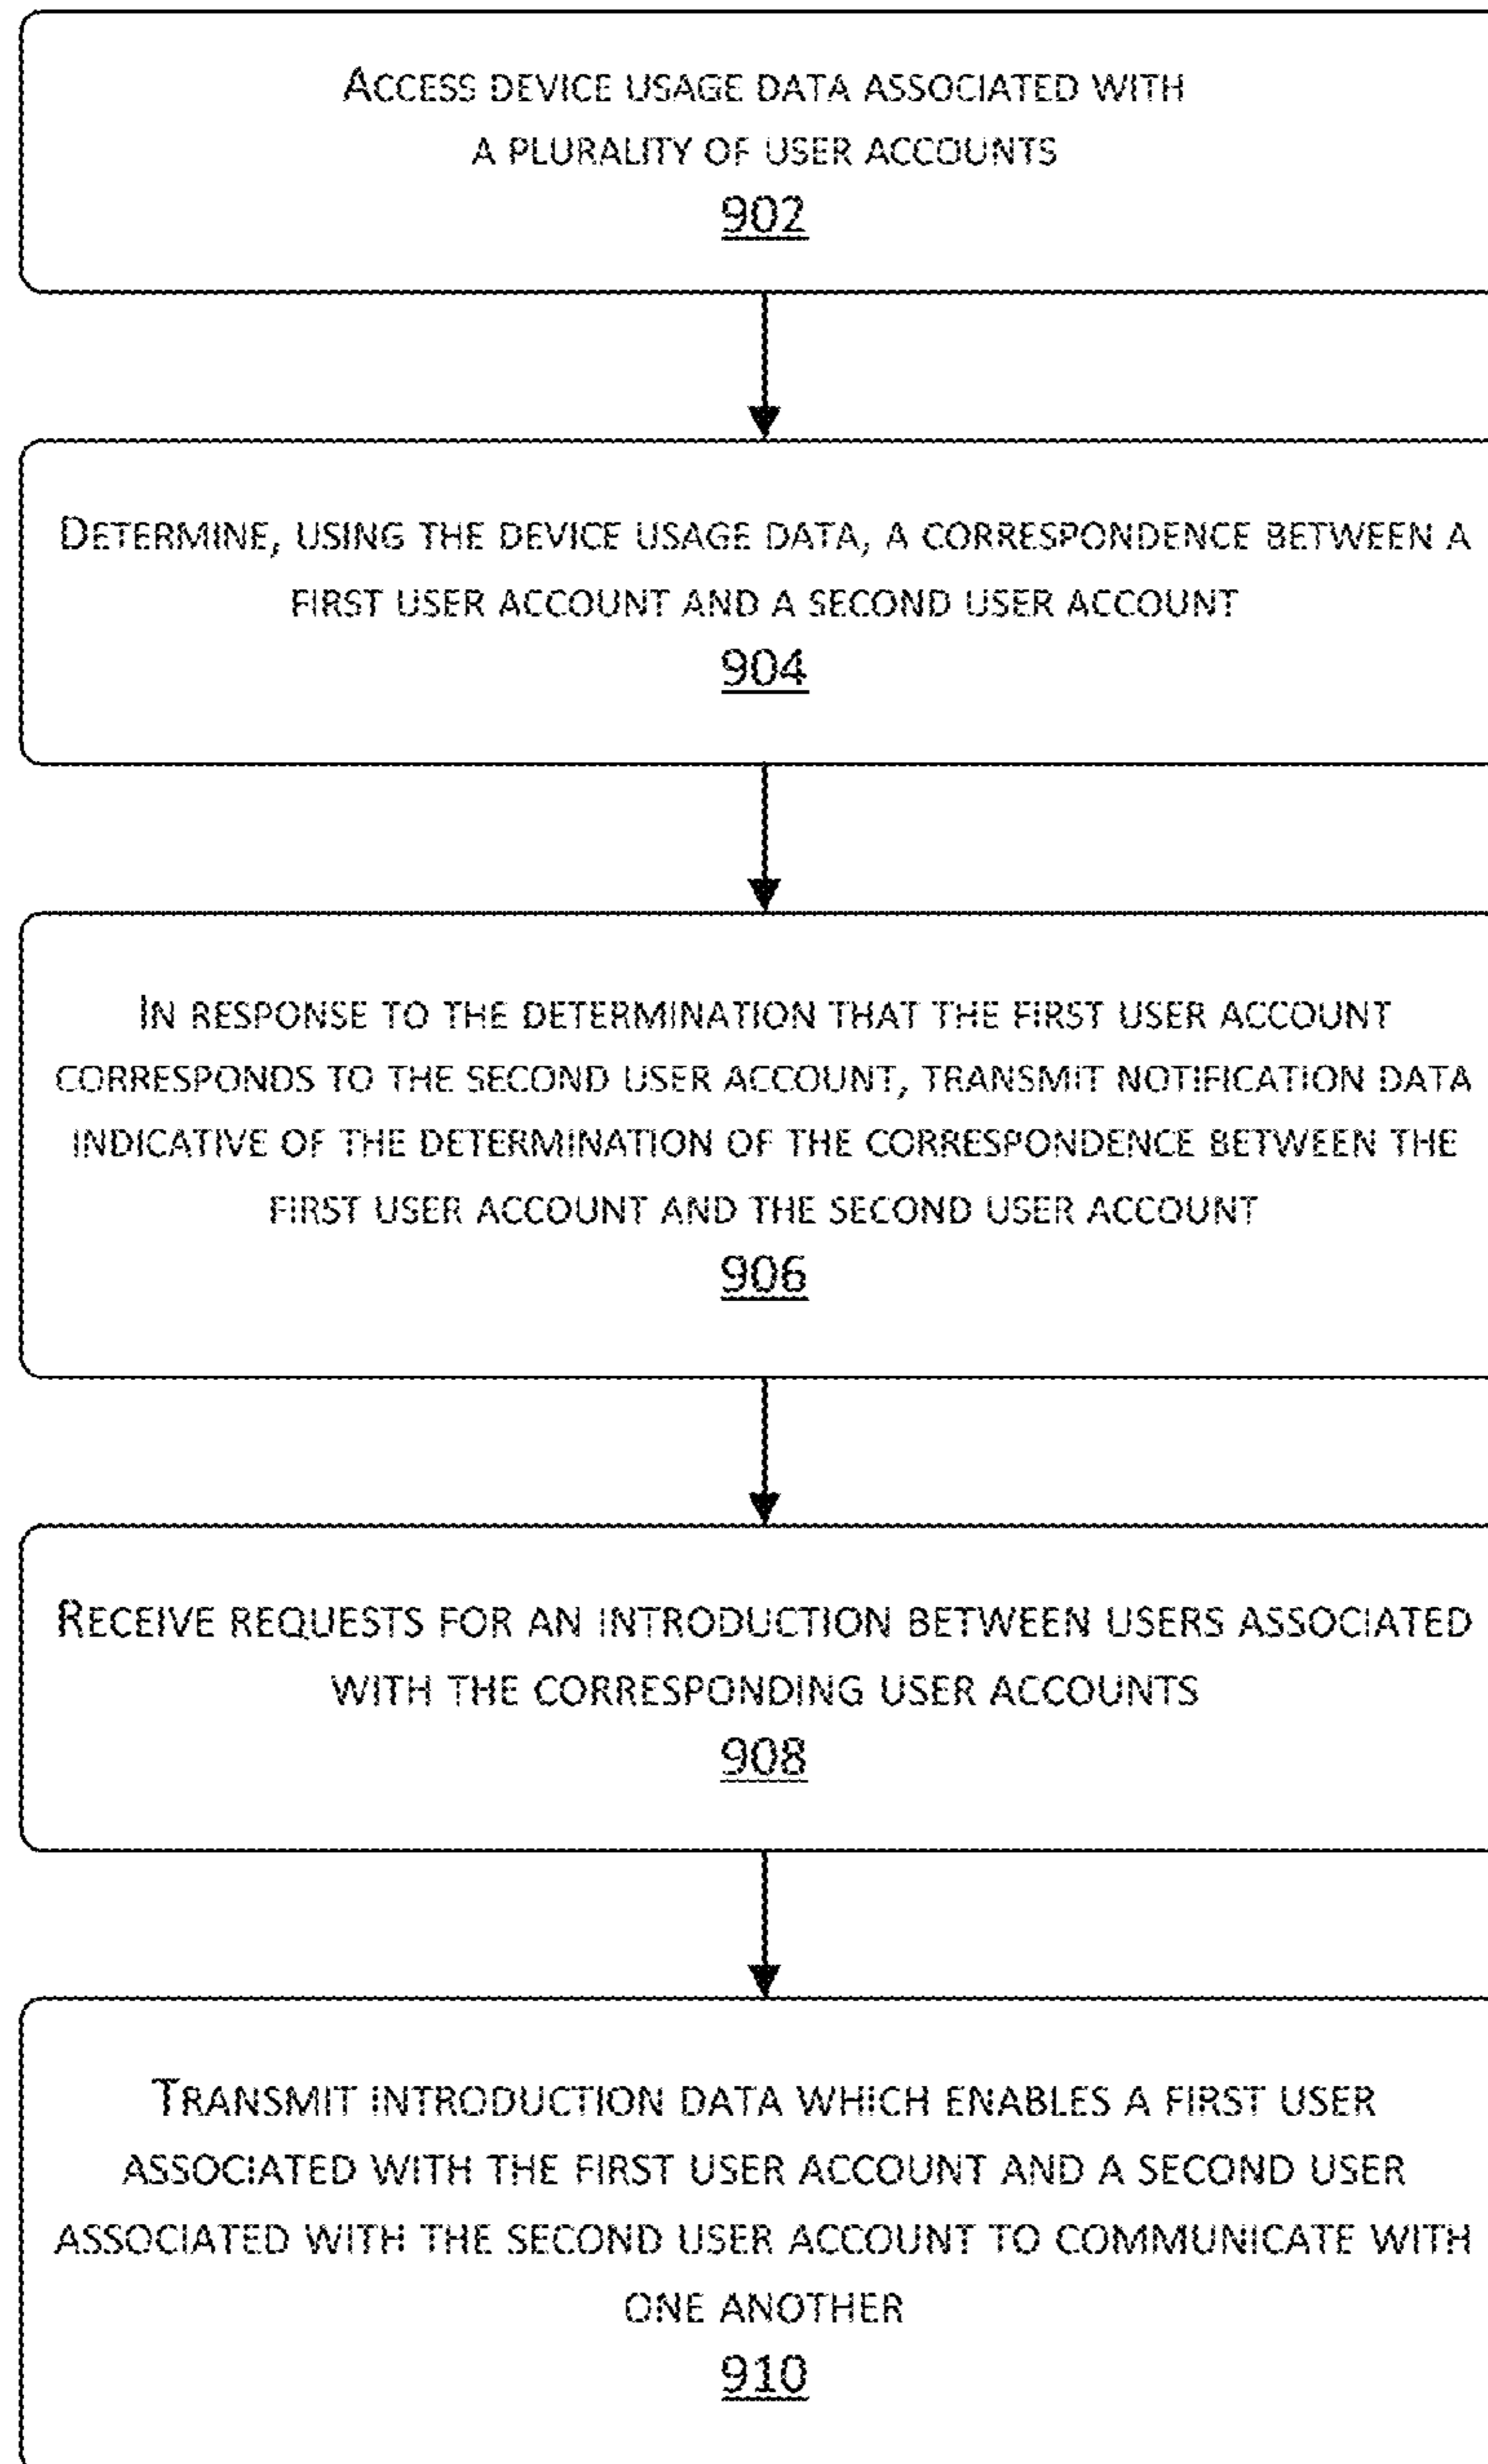 ACCESS DEVICE USAGE DATA ASSOCIATED WITH
A PLURALITY OF USER ACCOUNTS
902
DETERMINE, USING THE DEVICE USAGE DATA, A CORRESPONDENCE BETWEEN A
FIRST USER ACCOUNT AND A SECOND USER ACCOUNT
904
IN RESPONSE TO THE DETERMINATION THAT THE FIRST USER ACCOUNT
CORRESPONDS TO THE SECOND USER ACCOUNT, TRANSMIT NOTIFICATION DATA
INDICATIVE OF THE DETERMINATION OF THE CORRESPONDENCE BETWEEN THE
FIRST USER ACCOUNT AND THE SECOND USER ACCOUNT
906
RECEIVE REQUESTS FOR AN INTRODUCTION BETWEEN USERS ASSOCIATED
WITH THE CORRESPONDING USER ACCOUNTS
908
TRANSMIT INTRODUCTION DATA WHICH ENABLES A FIRST USER
ASSOCIATED WITH THE FIRST USER ACCOUNT AND A SECOND USER
ASSOCIATED WITH THE SECOND USER ACCOUNT TO COMMUNICATE WITH
ONE ANOTHER
910